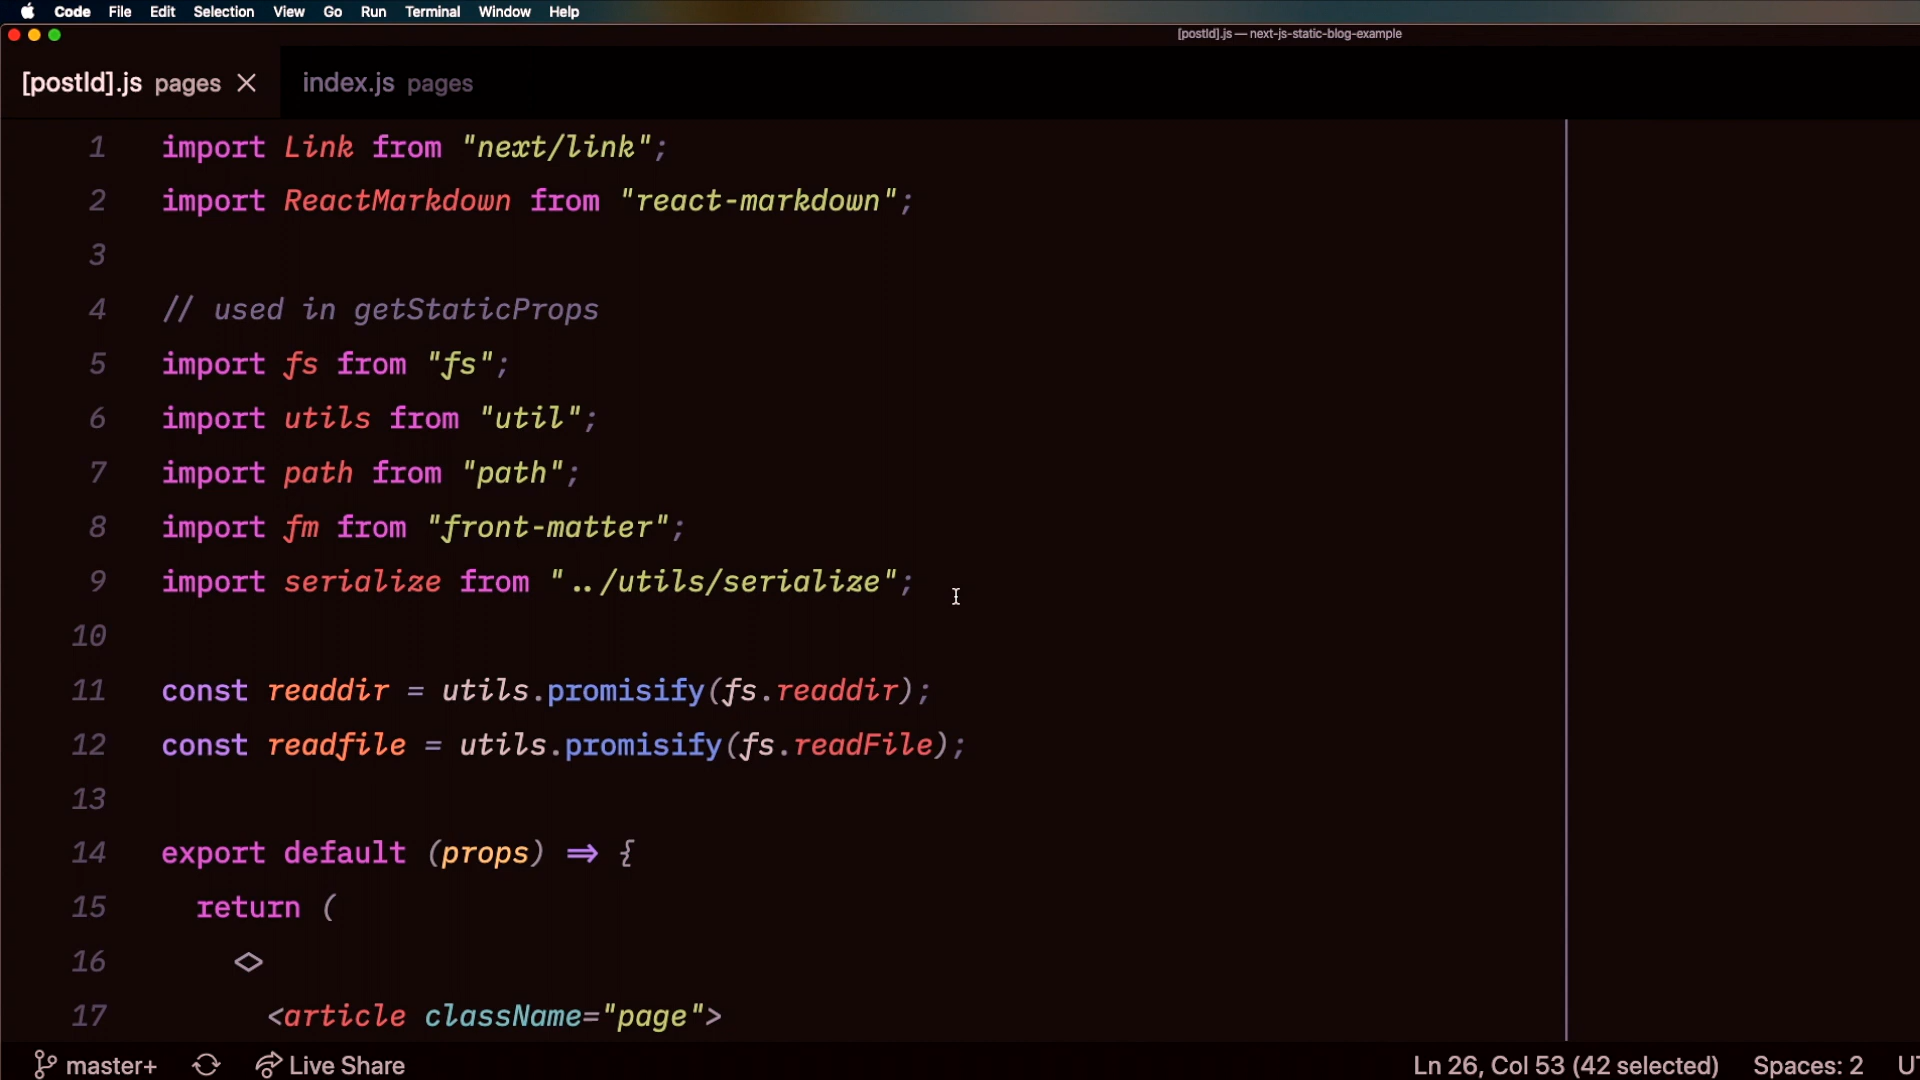 Code File Edit Selection View Go Run Terminal Window Help
[postId].js — next-js-static-blog-example
[postId].js pages index.js pages
1 import Link from "next/link";
2 import ReactMarkdown from "react-markdown";
3
4 // used in getStaticProps
5 import fs from "fs";
6 import utils from "util";
7 import path from "path";
8 import fm from "front-matter";
9 import serialize from "../utils/serialize";
10
11 const readdir = utils.promisify(fs.readdir);
12 const readfile = utils.promisify(fs.readFile);
13
14 export default (props) => {
15 return (
16 <>
17 <article className="page">
master+ Live Share Ln 26, Col 53 (42 selected) Spaces: 2